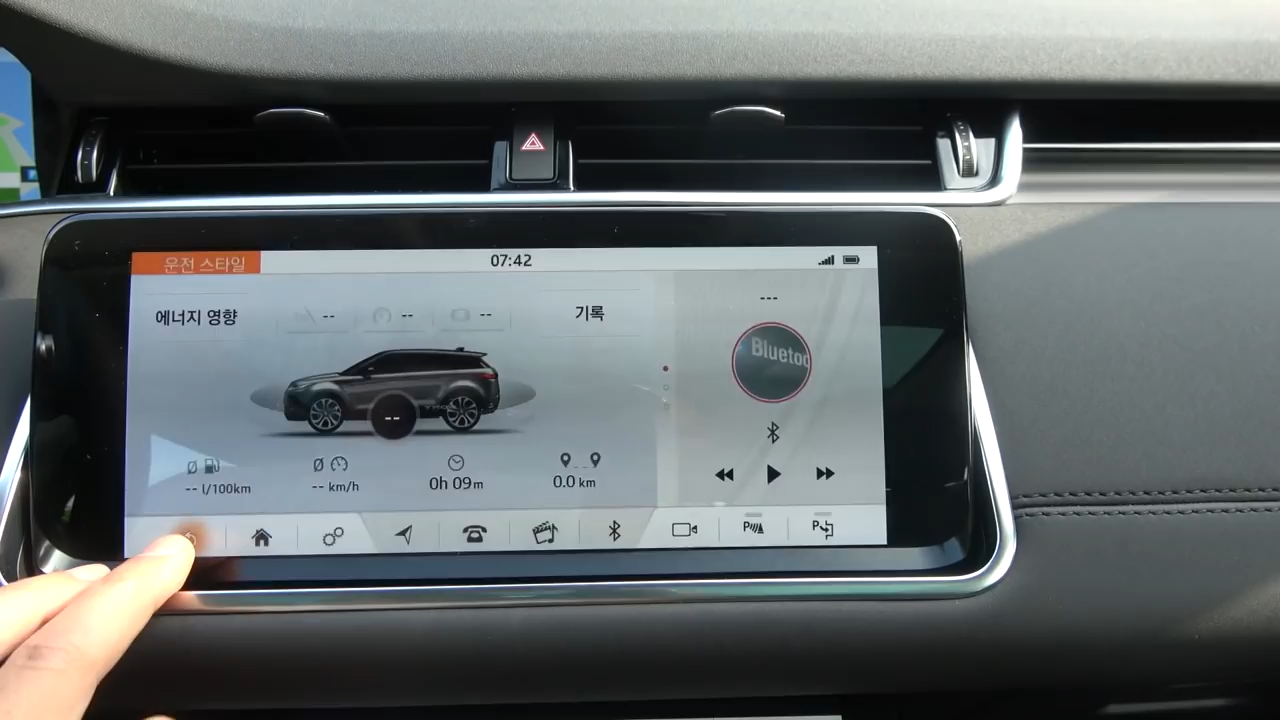 운전 스타일
07:42
에너지 영향
--
--
--
기록
---
Bluetoo
--
-- l/100km
-- km/h
0h 09m
0.0 km
P
P